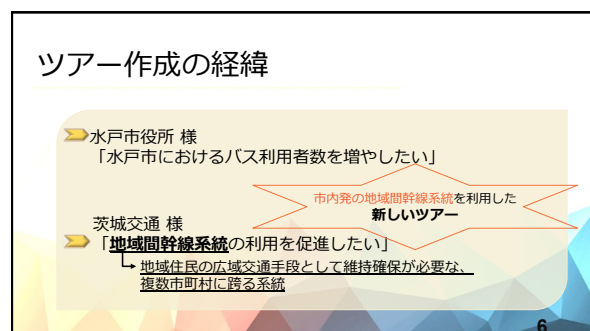 ツアー作成の経緯
水戸市役所 様
「水戸市におけるバス利用者数を増やしたい」
市内発の地域間幹線系統を利用した
新しいツアー
茨城交通 様
「地域間幹線系統の利用を促進したい」
地域住民の広域交通手段として維持確保が必要な、
複数市町村に跨る系統
6